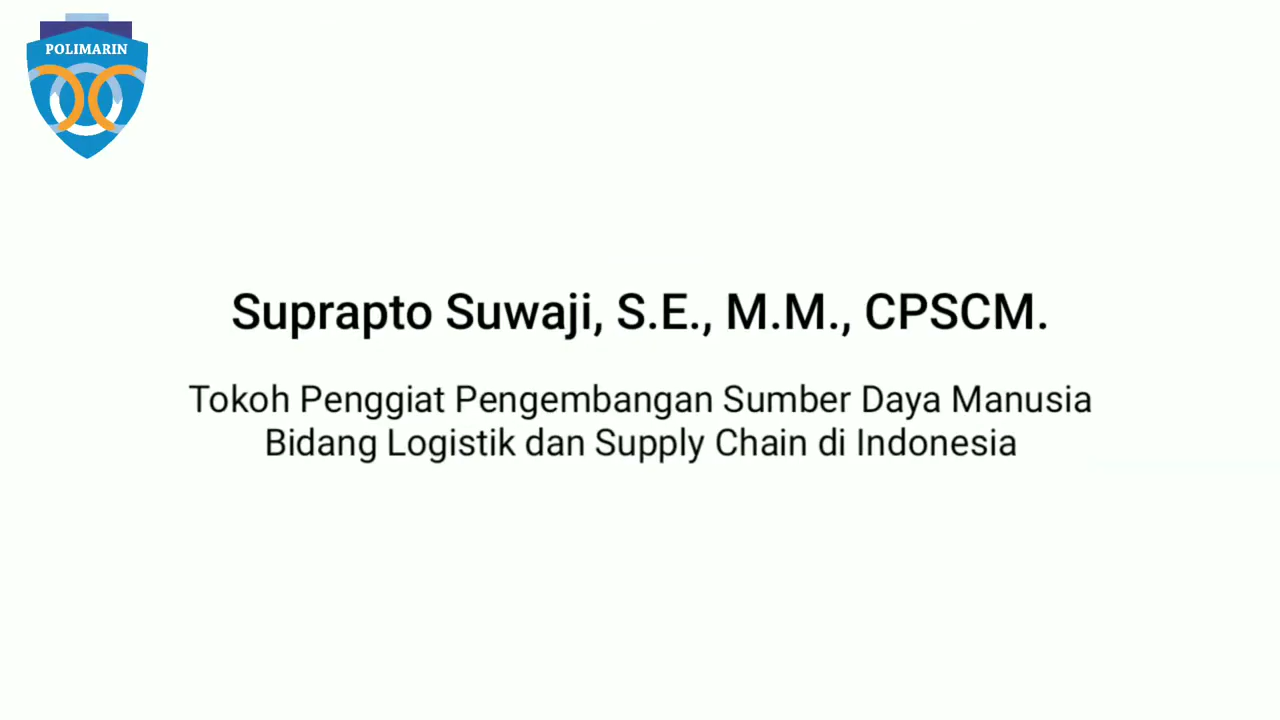 POLIMARIN
Suprapto Suwaji, S.E., M.M., CPSCM.
Tokoh Penggiat Pengembangan Sumber Daya Manusia
Bidang Logistik dan Supply Chain di Indonesia